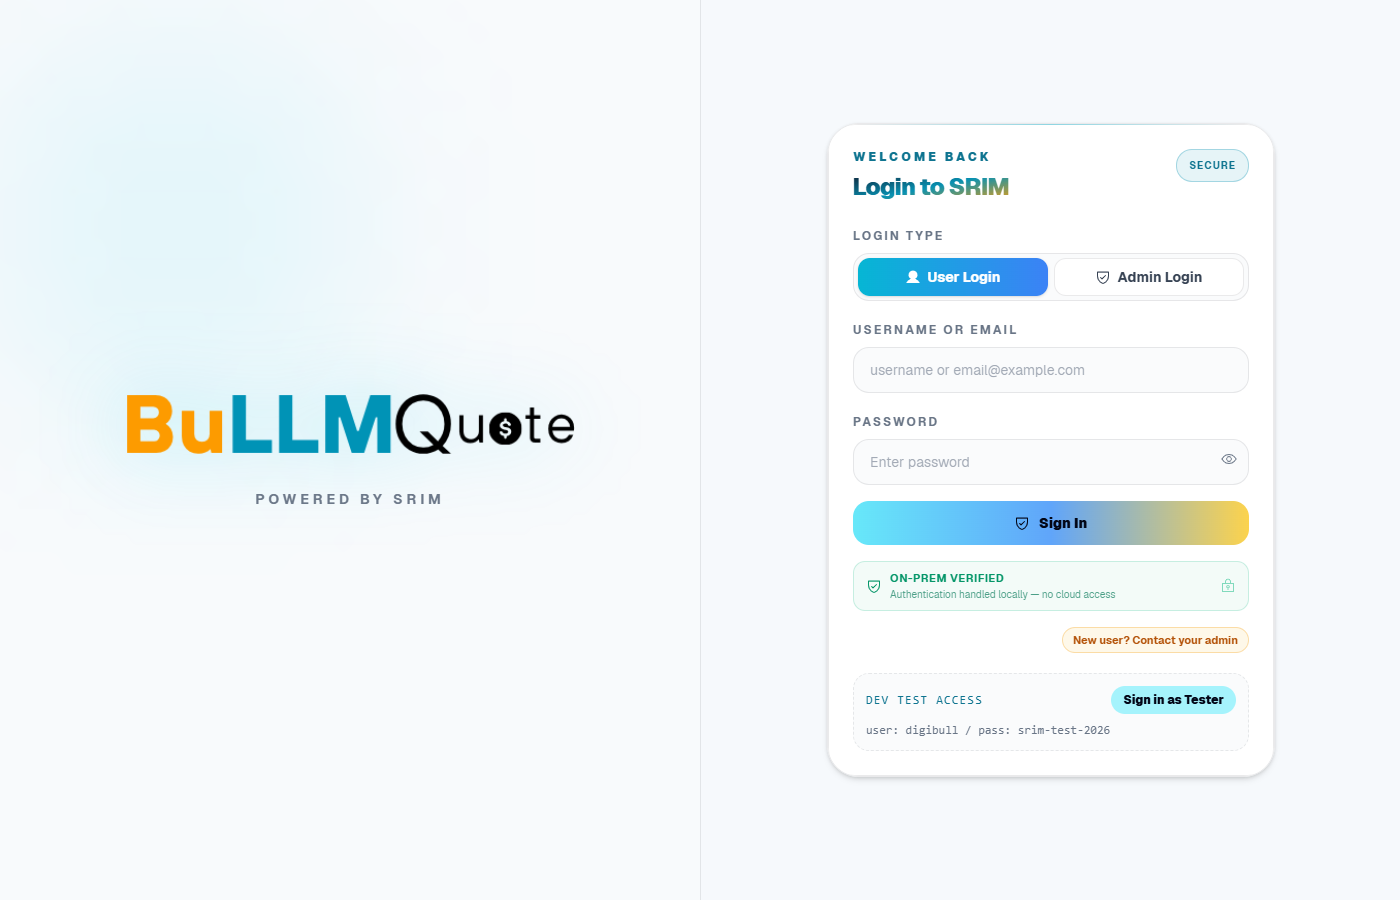 BuLLMQuote
POWERED BY SRIM
WELCOME BACK
SECURE
Login to SRIM
LOGIN TYPE
User Login
Admin Login
USERNAME OR EMAIL
username or email@example.com
PASSWORD
Enter password
Sign In
ON-PREM VERIFIED
Authentication handled locally — no cloud access
New user? Contact your admin
DEV TEST ACCESS
Sign in as Tester
user: digibull / pass: srim-test-2026